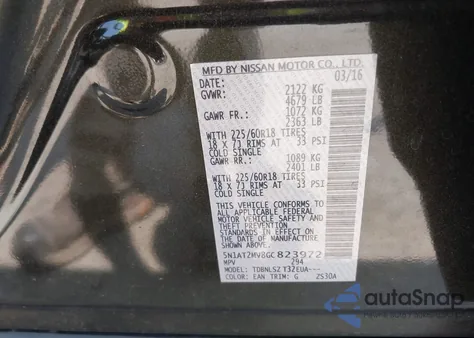 MFD BY NISSAN MOTOR CO., LTD.
DATE: 03/16
GVWR: 2122 KG
4679 LB
GAWR FR.: 1072 KG
2363 LB
WITH 225/60R18 TIRES
18 X 7J RIMS AT 33 PSI
COLD SINGLE
GAWR RR.: 1089 KG
2401 LB
WITH 225/60R18 TIRES
18 X 7J RIMS AT 33 PSI
COLD SINGLE
THIS VEHICLE CONFORMS TO
ALL APPLICABLE FEDERAL
MOTOR VEHICLE SAFETY AND
THEFT PREVENTION
STANDARDS IN EFFECT ON
THE DATE OF MANUFACTURE
SHOWN ABOVE
5N1AT2MV8GC823972
MPV 294
MODEL: TDBNLSZ T32EUA---
COLOR: EAN TRIM: G 2530A
autoSnap